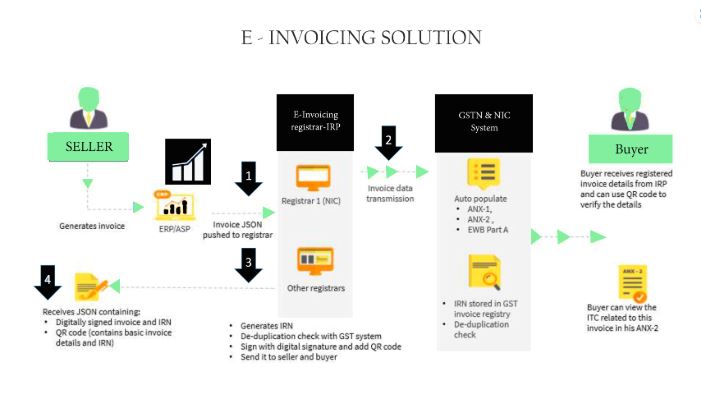 E - INVOICING SOLUTION
SELLER
Generates invoice
ERP/ASP
1
Invoice JSON
pushed to registrar
E-Invoicing
registrar-IRP
Registrar 1 (NIC)
Other registrars
2
Invoice data
transmission
GSTN & NIC
System
Auto populate
• ANX-1,
• ANX-2 ,
• EWB Part A
• IRN stored in GST
invoice registry
• De-duplication
check
Buyer
Buyer receives registered
invoice details from IRP
and can use QR code to
verify the details
ANX - 2
Buyer can view the
ITC related to this
invoice in his ANX-2
3
• Generates IRN
• De-duplication check with GST system
• Sign with digital signature and add QR code
• Send it to seller and buyer
4
Receives JSON containing:
• Digitally signed invoice and IRN
• QR code (contains basic invoice
details and IRN)